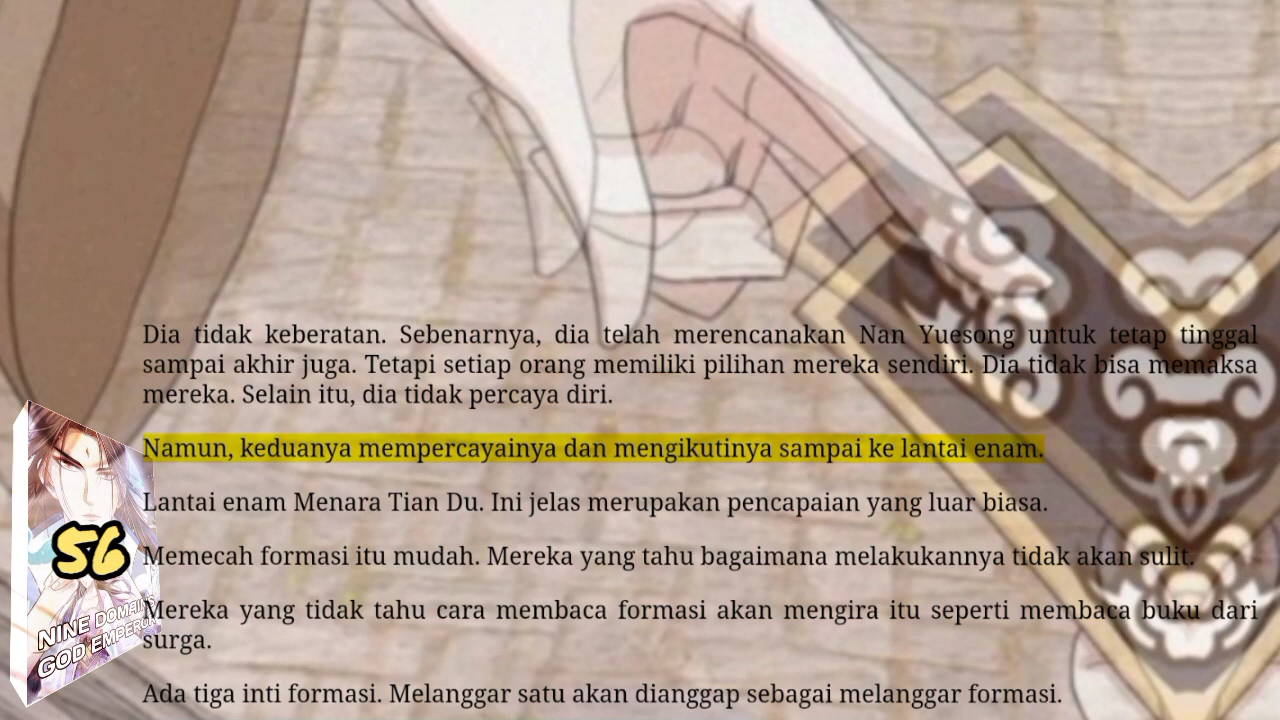 Dia tidak keberatan. Sebenarnya, dia telah merencanakan Nan Yuesong untuk tetap tinggal
sampai akhir juga. Tetapi setiap orang memiliki pilihan mereka sendiri. Dia tidak bisa memaksa
mereka. Selain itu, dia tidak percaya diri.
Namun, keduanya mempercayainya dan mengikutinya sampai ke lantai enam.
Lantai enam Menara Tian Du. Ini jelas merupakan pencapaian yang luar biasa.
Memecah formasi itu mudah. Mereka yang tahu bagaimana melakukannya tidak akan sulit.
Mereka yang tidak tahu cara membaca formasi akan mengira itu seperti membaca buku dari
surga.
Ada tiga inti formasi. Melanggar satu akan dianggap sebagai melanggar formasi.
56
NINE DOMAINS
GOD EMPEROR